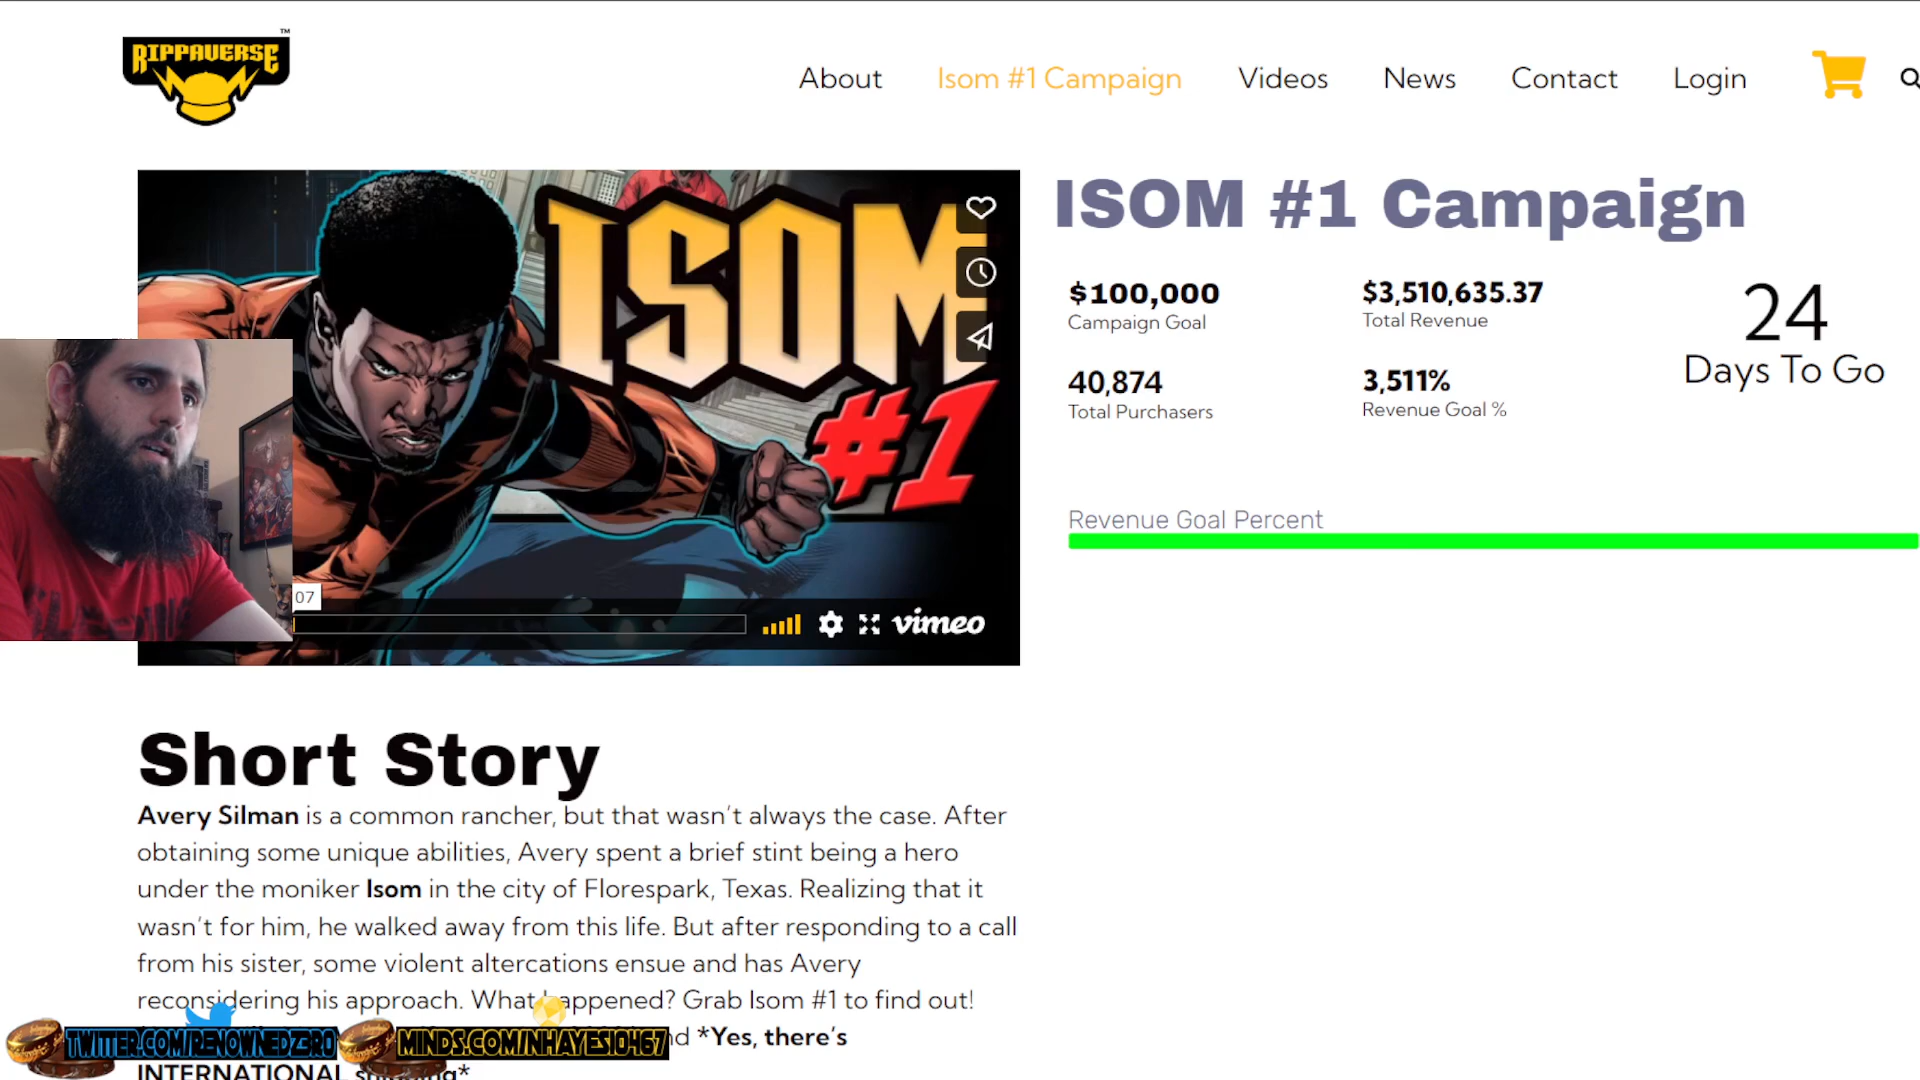 RIPPAVERSE
TM
About
Isom #1 Campaign
Videos
News
Contact
Login
ISOM
#1
07
vimeo
ISOM #1 Campaign
$100,000
Campaign Goal
$3,510,635.37
Total Revenue
24
Days To Go
40,874
Total Purchasers
3,511%
Revenue Goal %
Revenue Goal Percent
Short Story
Avery Silman is a common rancher, but that wasn't always the case. After
obtaining some unique abilities, Avery spent a brief stint being a hero
under the moniker Isom in the city of Florespark, Texas. Realizing that it
wasn't for him, he walked away from this life. But after responding to a call
from his sister, some violent altercations ensue and has Avery
reconsidering his approach. What happened? Grab Isom #1 to find out!
*Yes, there's
INTERNATIONAL
TWITTER.COM/RENOWNEDZ3R0
MINDS.COM/NHAYES10467